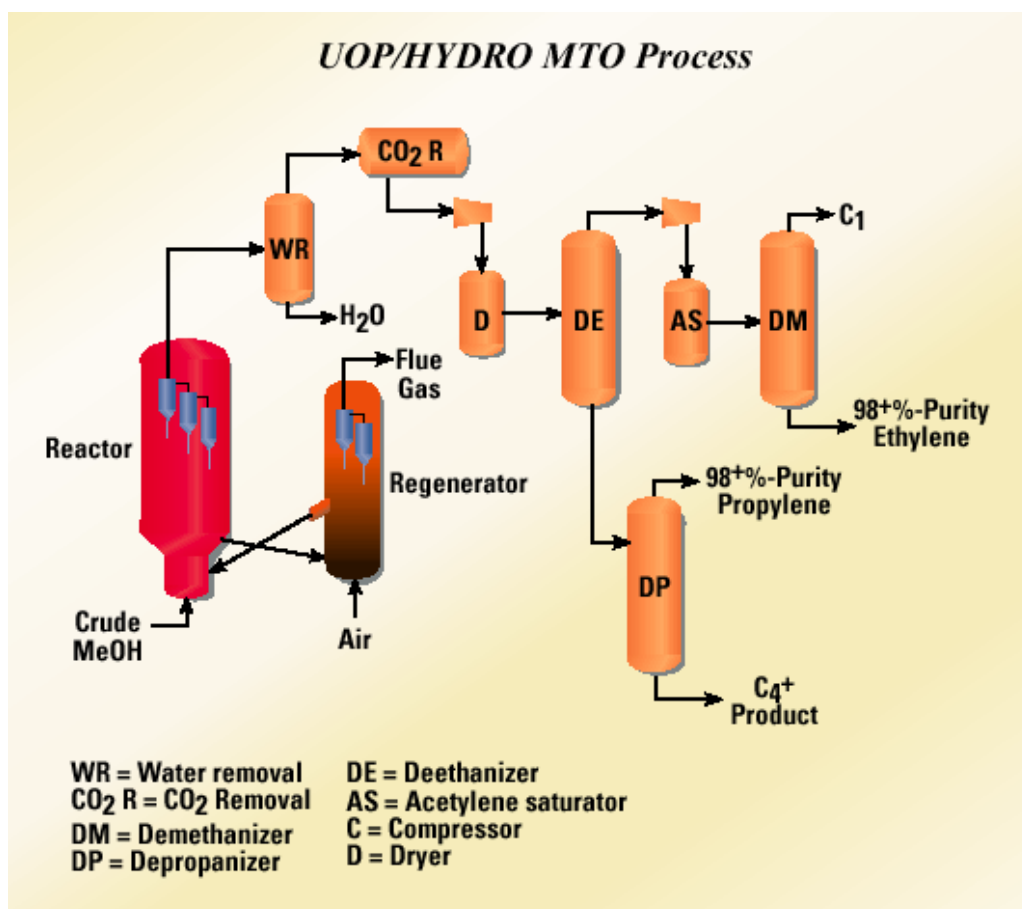 UOP/HYDRO MTO Process
CO₂ R
C₁
WR
D
DE
AS
DM
H₂O
Flue
Gas
98⁺%-Purity
Ethylene
Reactor
Regenerator
98⁺%-Purity
Propylene
DP
Crude
MeOH
Air
C₄⁺
Product
WR = Water removal
CO₂ R = CO₂ Removal
DM = Demethanizer
DP = Depropanizer
DE = Deethanizer
AS = Acetylene saturator
C = Compressor
D = Dryer